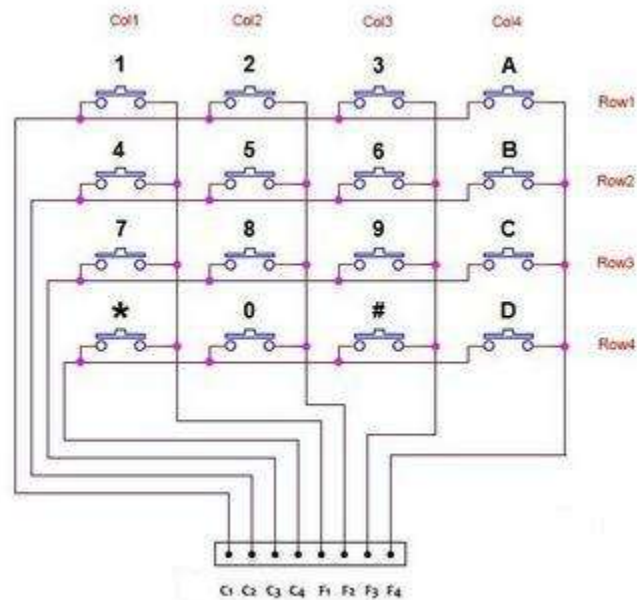 Col1 Col2 Col3 Col4
1 2 3 A
Row1
4 5 6 B
Row2
7 8 9 C
Row3
* 0 # D
Row4
C1 C2 C3 C4 F1 F2 F3 F4